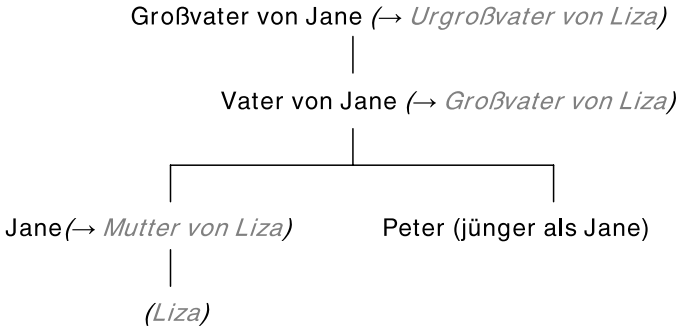 Großvater von Jane (→ Urgroßvater von Liza)
Vater von Jane (→ Großvater von Liza)
Jane(→ Mutter von Liza)
Peter (jünger als Jane)
(Liza)